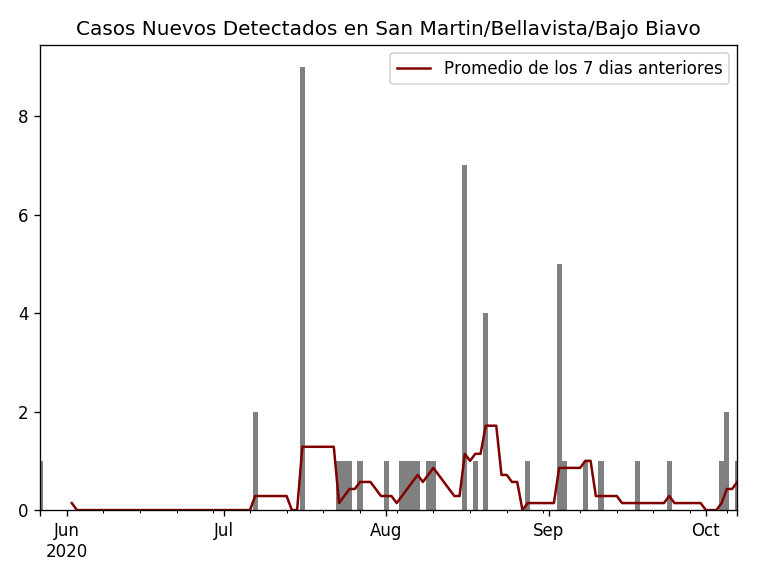 Casos Nuevos Detectados en San Martin/Bellavista/Bajo Biavo
Promedio de los 7 dias anteriores
8
6
4
2
0
Jun Jul Aug Sep Oct
2020